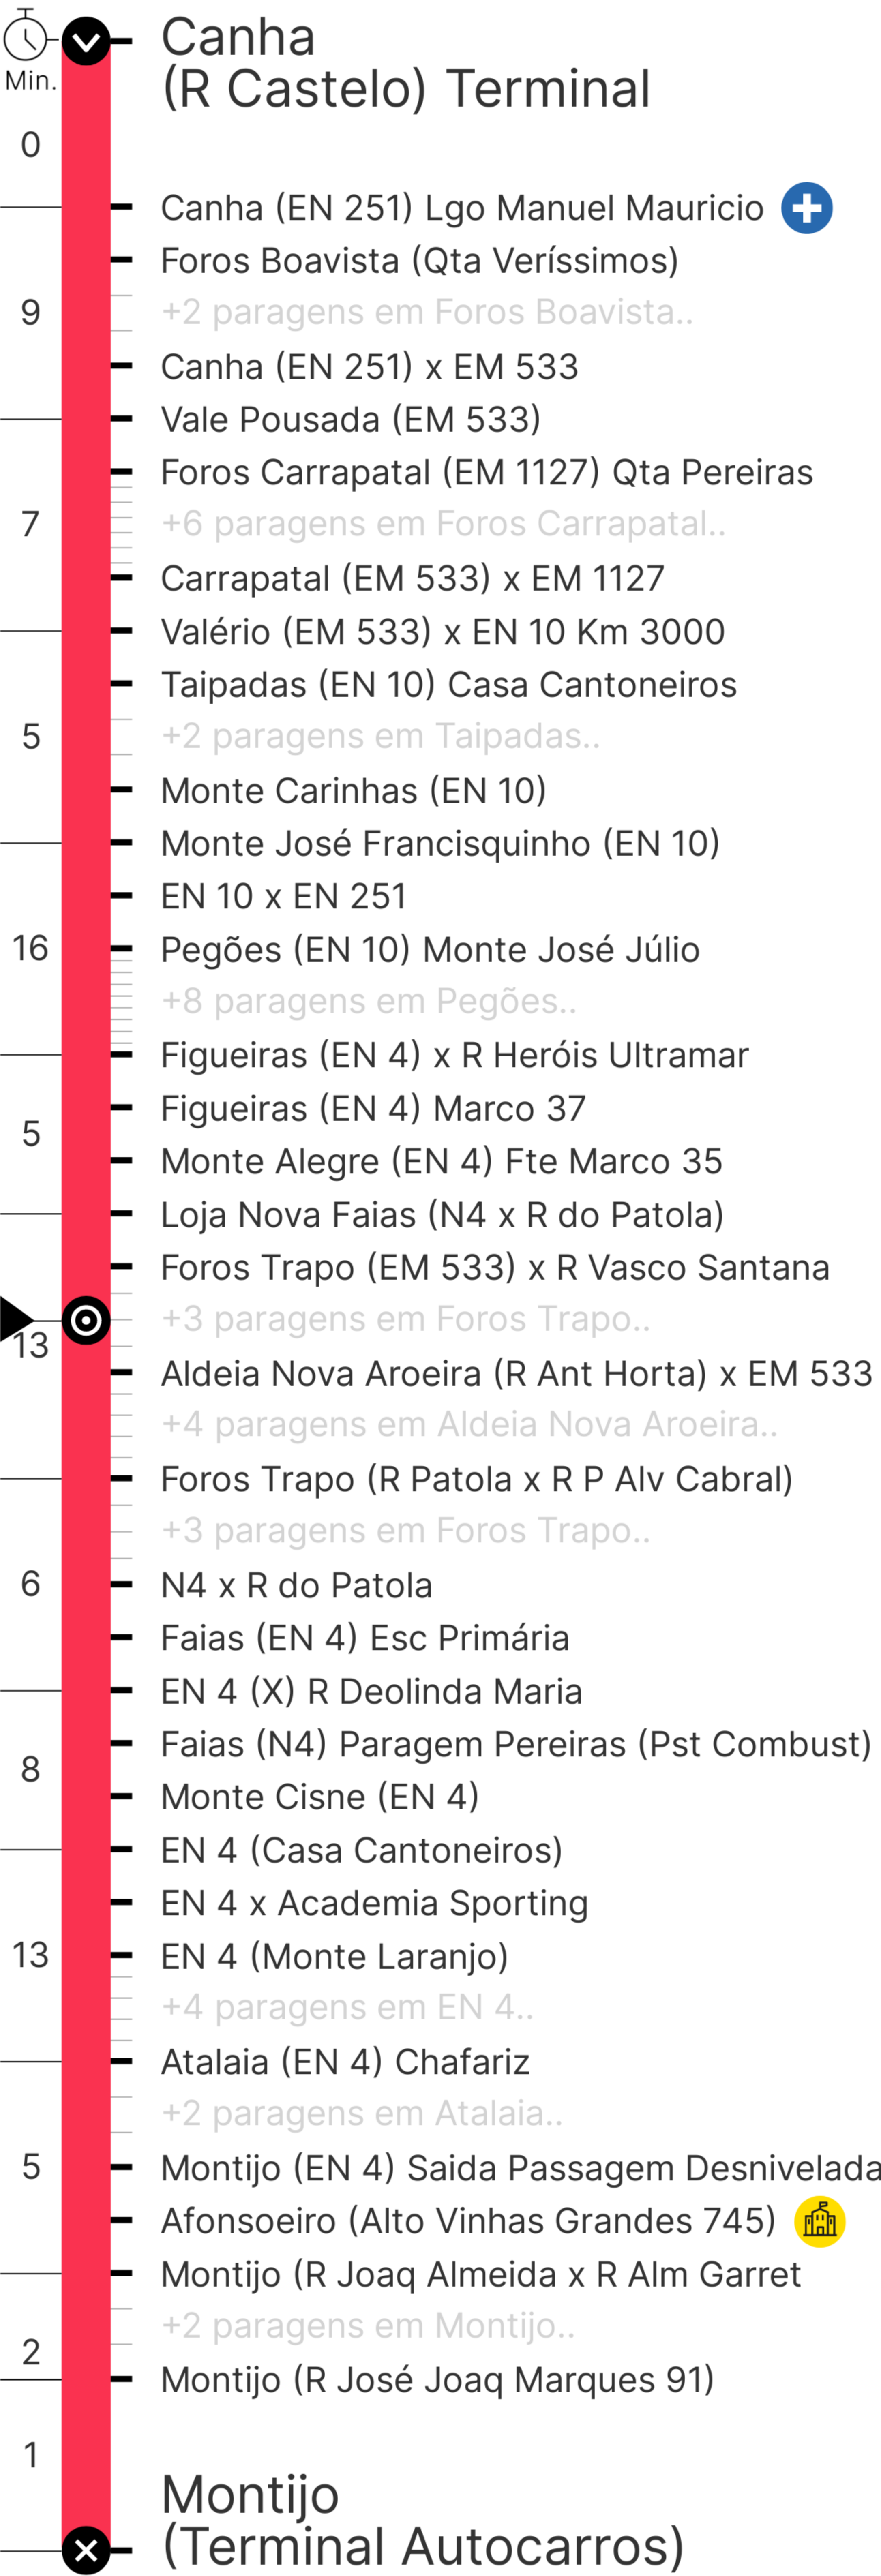 Canha
(R Castelo) Terminal
Min.
0
Canha (EN 251) Lgo Manuel Mauricio
Foros Boavista (Qta Veríssimos)
9
+2 paragens em Foros Boavista..
Canha (EN 251) x EM 533
Vale Pousada (EM 533)
Foros Carrapatal (EM 1127) Qta Pereiras
7
+6 paragens em Foros Carrapatal..
Carrapatal (EM 533) x EM 1127
Valério (EM 533) x EN 10 Km 3000
Taipadas (EN 10) Casa Cantoneiros
5
+2 paragens em Taipadas..
Monte Carinhas (EN 10)
Monte José Francisquinho (EN 10)
EN 10 x EN 251
16
Pegões (EN 10) Monte José Júlio
+8 paragens em Pegões..
Figueiras (EN 4) x R Heróis Ultramar
Figueiras (EN 4) Marco 37
5
Monte Alegre (EN 4) Fte Marco 35
Loja Nova Faias (N4 x R do Patola)
Foros Trapo (EM 533) x R Vasco Santana
+3 paragens em Foros Trapo..
13
Aldeia Nova Aroeira (R Ant Horta) x EM 533
+4 paragens em Aldeia Nova Aroeira..
Foros Trapo (R Patola x R P Alv Cabral)
+3 paragens em Foros Trapo..
6
N4 x R do Patola
Faias (EN 4) Esc Primária
EN 4 (X) R Deolinda Maria
Faias (N4) Paragem Pereiras (Pst Combust)
8
Monte Cisne (EN 4)
EN 4 (Casa Cantoneiros)
EN 4 x Academia Sporting
13
EN 4 (Monte Laranjo)
+4 paragens em EN 4..
Atalaia (EN 4) Chafariz
+2 paragens em Atalaia..
5
Montijo (EN 4) Saida Passagem Desnivelada
Afonsoeiro (Alto Vinhas Grandes 745)
Montijo (R Joaq Almeida x R Alm Garret
+2 paragens em Montijo..
2
Montijo (R José Joaq Marques 91)
1
Montijo
(Terminal Autocarros)